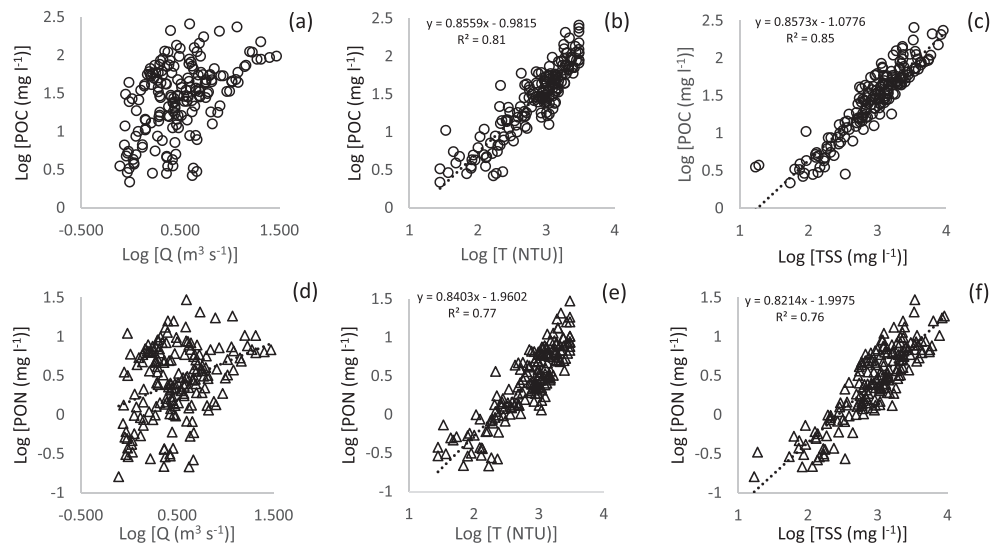 (a)
2.5
2
1.5
1
0.5
0
Log [POC (mg l⁻¹)]
-0.500 0.500 1.500
Log [Q (m³ s⁻¹)]
(b)
y = 0.8559x - 0.9815
R² = 0.81
2.5
2
1.5
1
0.5
0
Log [POC (mg l⁻¹)]
1 2 3 4
Log [T (NTU)]
(c)
y = 0.8573x - 1.0776
R² = 0.85
2.5
2
1.5
1
0.5
0
Log [POC (mg l⁻¹)]
1 2 3 4
Log [TSS (mg l⁻¹)]
(d)
1.5
1
0.5
0
-0.5
-1
Log [PON (mg l⁻¹)]
-0.500 0.500 1.500
Log [Q (m³ s⁻¹)]
(e)
y = 0.8403x - 1.9602
R² = 0.77
1.5
1
0.5
0
-0.5
-1
Log [PON (mg l⁻¹)]
1 2 3 4
Log [T (NTU)]
(f)
y = 0.8214x - 1.9975
R² = 0.76
1.5
1
0.5
0
-0.5
-1
Log [PON (mg l⁻¹)]
1 2 3 4
Log [TSS (mg l⁻¹)]